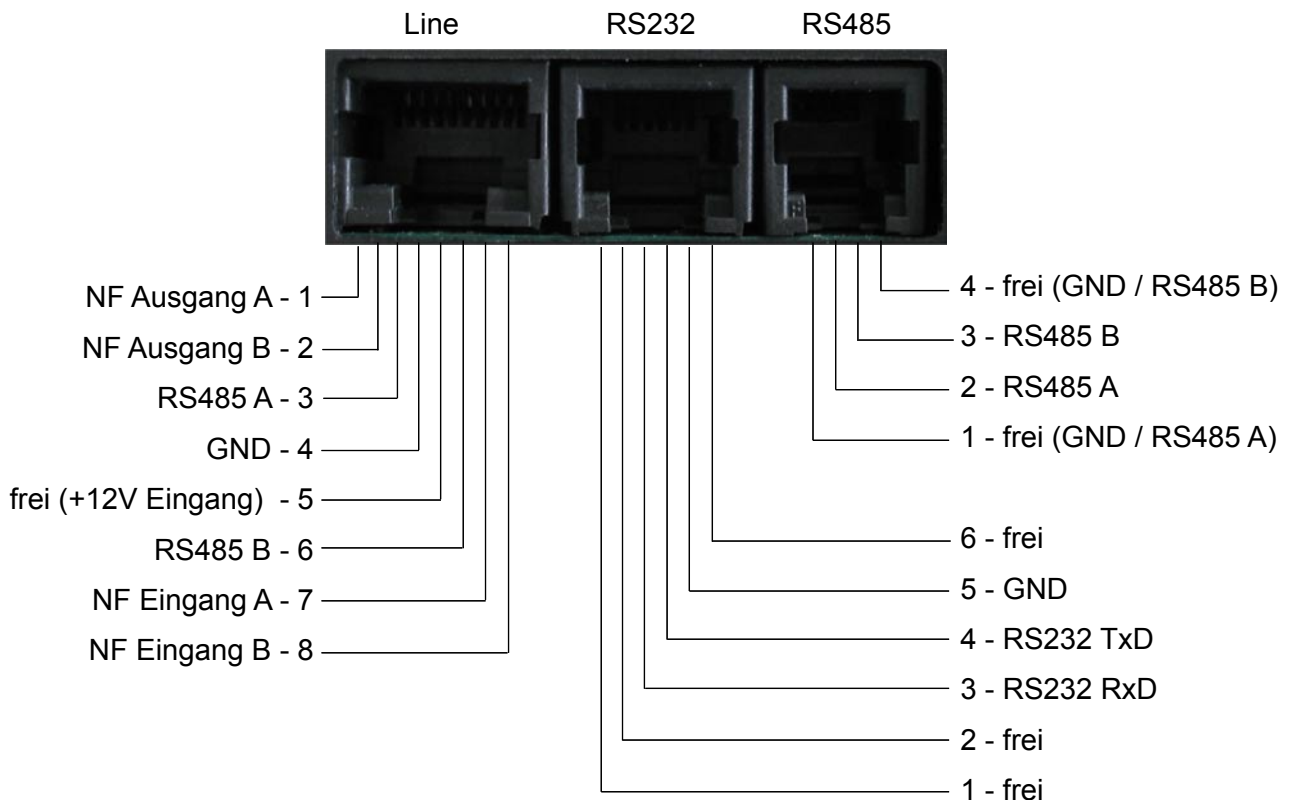 Line RS232 RS485
NF Ausgang A - 1
NF Ausgang B - 2
RS485 A - 3
GND - 4
frei (+12V Eingang)  - 5
RS485 B - 6
NF Eingang A - 7
NF Eingang B - 8
4 - frei (GND / RS485 B)
3 - RS485 B
2 - RS485 A
1 - frei (GND / RS485 A)
6 - frei
5 - GND
4 - RS232 TxD
3 - RS232 RxD
2 - frei
1 - frei